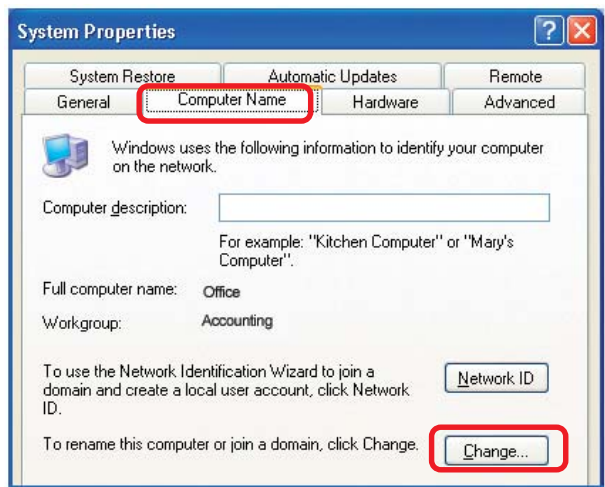 System Properties
System Restore Automatic Updates Remote
General Computer Name Hardware Advanced
Windows uses the following information to identify your computer
on the network.
Computer description:
For example: "Kitchen Computer" or "Mary's
Computer".
Full computer name: Office
Workgroup: Accounting
To use the Network Identification Wizard to join a
domain and create a local user account, click Network
ID.
Network ID
To rename this computer or join a domain, click Change.
Change...